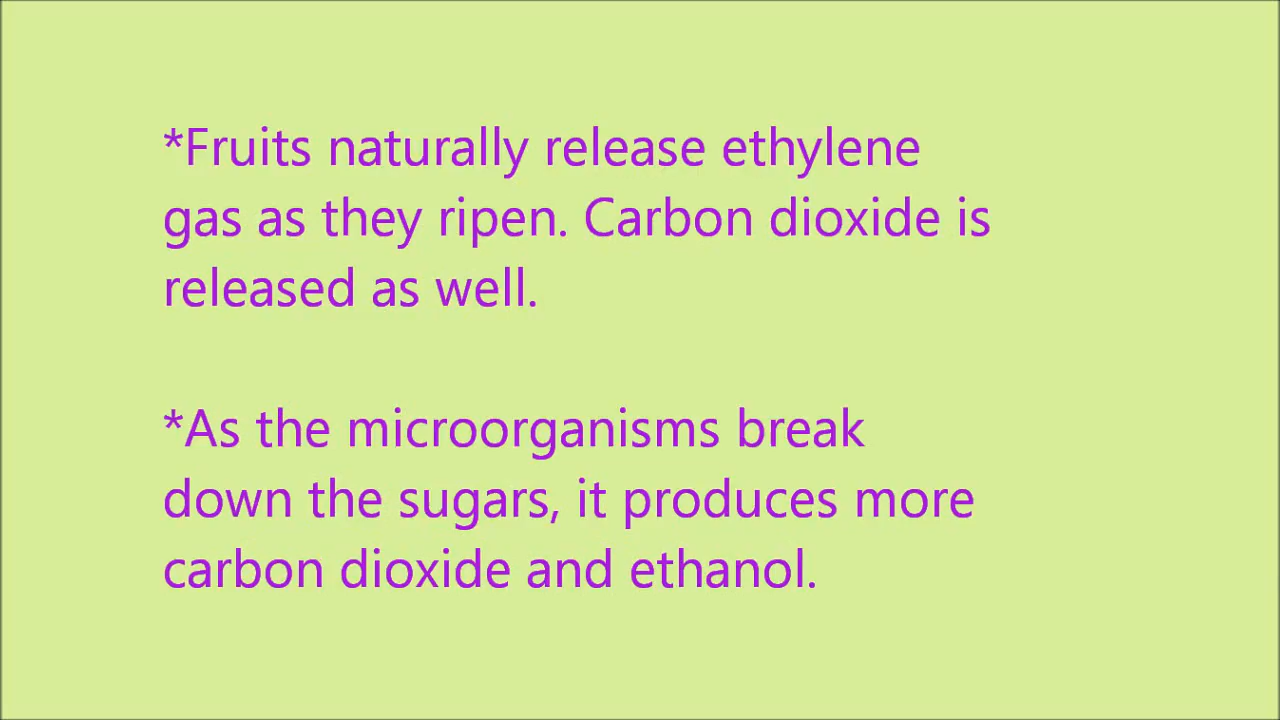 *Fruits naturally release ethylene
gas as they ripen. Carbon dioxide is
released as well.
*As the microorganisms break
down the sugars, it produces more
carbon dioxide and ethanol.